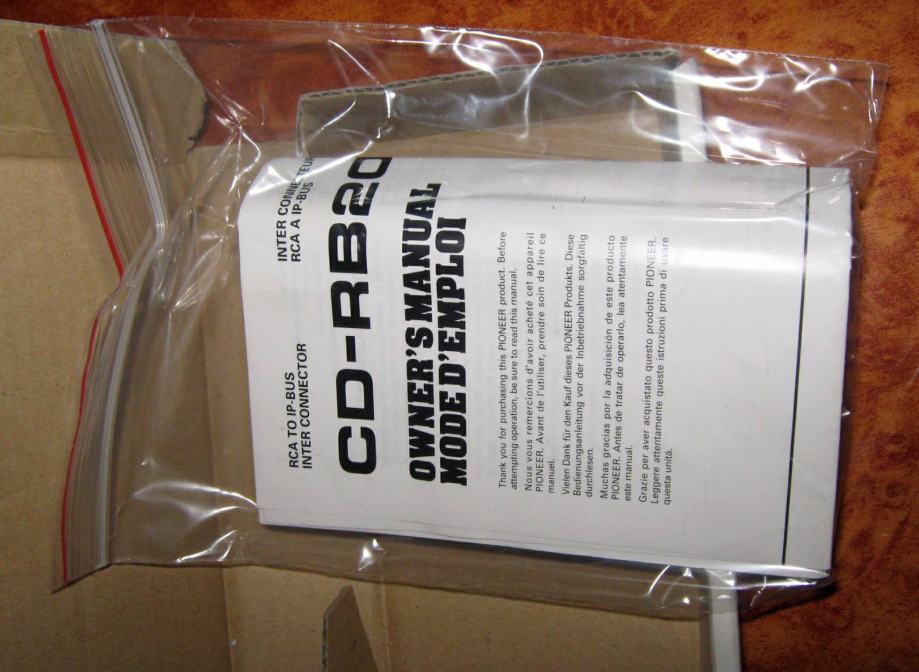 RCA TO IP-BUS
INTER CONNECTOR
INTER CONNECTEUR
RCA A IP-BUS
CD-RB20
OWNER'S MANUAL
MODE D'EMPLOI
Thank you for purchasing this PIONEER product. Before
attempting operation, be sure to read this manual.
Nous vous remercions d'avoir acheté cet appareil
PIONEER. Avant de l'utiliser, prendre soin de lire ce
manuel.
Vielen Dank für den Kauf dieses PIONEER Produkts. Diese
Bedienungsanleitung vor der Inbetriebnahme sorgfältig
durchlesen.
Muchas gracias por la adquisición de este producto
PIONEER. Antes de tratar de operarlo, lea atentamente
este manual.
Grazie per aver acquistato questo prodotto PIONEER.
Leggere attentamente queste istruzioni prima di usare
questa unità.